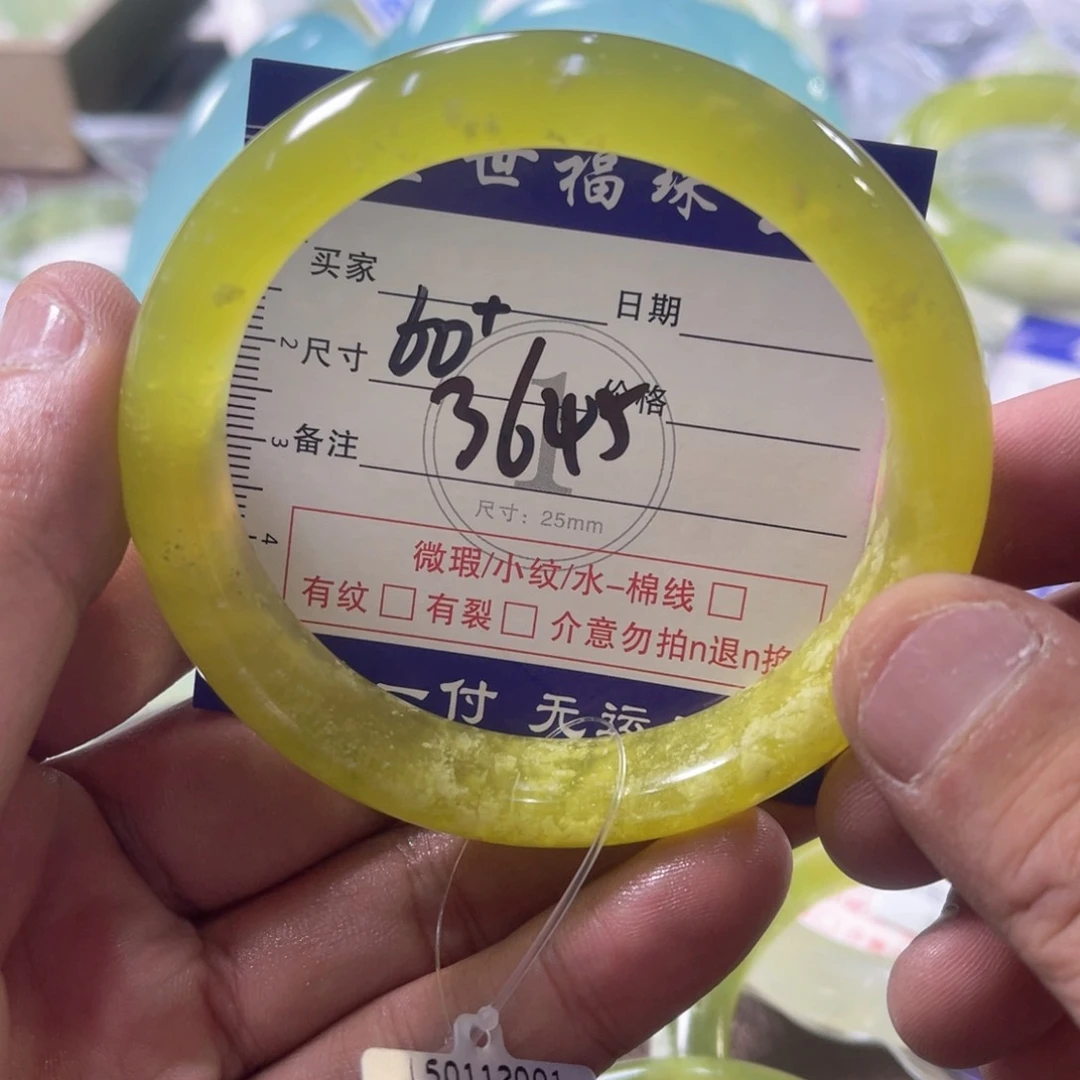 世福珠
买家
日期
60+
2
尺寸
价格
3645
1
3
备注
尺寸：25mm
4
微瑕/小纹/水-棉线 □
有纹 □ 有裂 □ 介意勿拍n退n换
一付 无运
50112001